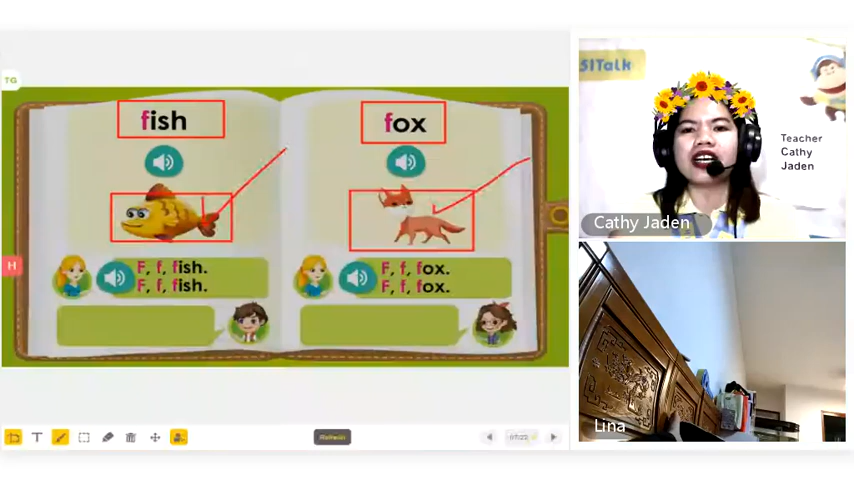 TG
fish
fox
H
F, f, fish.
F, f, fish.
F, f, fox.
F, f, fox.
T
51Talk
Teacher
Cathy
Jaden
Cathy Jaden
Lina